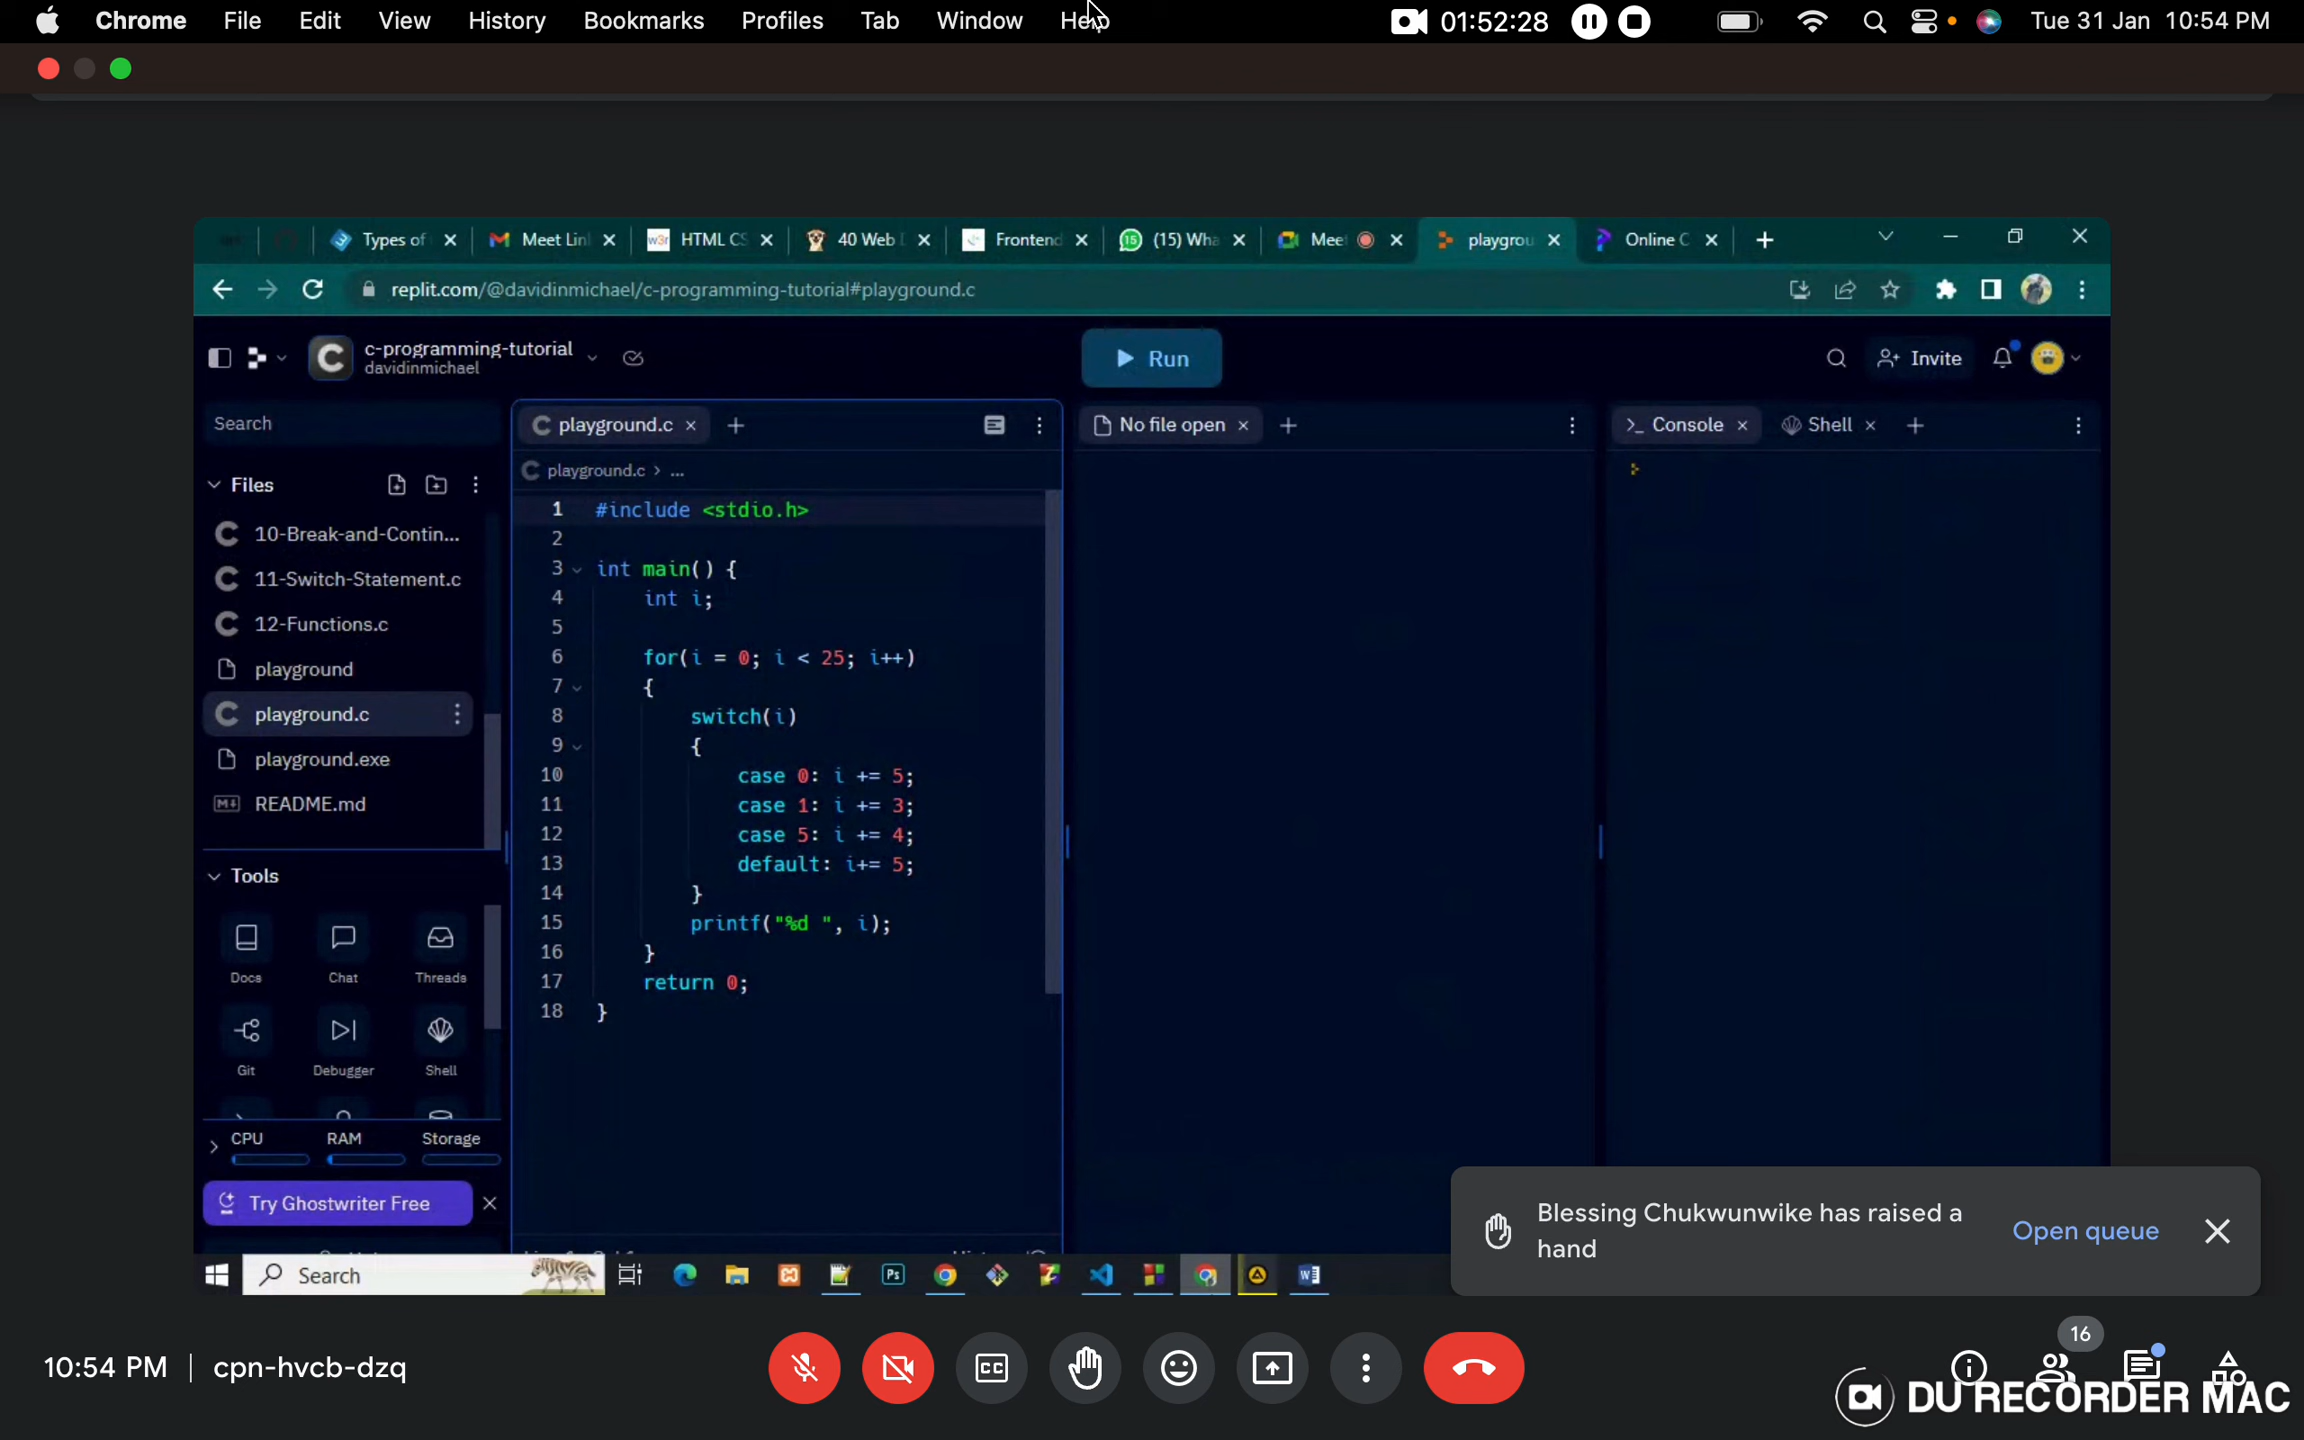 Chrome File Edit View History Bookmarks Profiles Tab Window Help 01:52:28 Tue 31 Jan 10:54 PM
Types of Meet Lin HTML CS 40 Web Frontend (15) Wha Mee playgrou Online C
replit.com/@davidinmichael/c-programming-tutorial#playground.c
c-programming-tutorial
davidinmichael
Run
Invite
Search
playground.c
No file open
Console
Shell
Files
playground.c > ...
10-Break-and-Contin...
11-Switch-Statement.c
12-Functions.c
playground
playground.c
playground.exe
README.md
1 #include <stdio.h>
2
3 int main() {
4 int i;
5
6 for(i = 0; i < 25; i++)
7 {
8 switch(i)
9 {
10 case 0: i += 5;
11 case 1: i += 3;
12 case 5: i += 4;
13 default: i+= 5;
14 }
15 printf("%d ", i);
16 }
17 return 0;
18 }
Tools
Docs Chat Threads
Git Debugger Shell
CPU RAM Storage
Try Ghostwriter Free
Blessing Chukwunwike has raised a
hand
Open queue
Search
10:54 PM | cpn-hvcb-dzq
16
DU RECORDER MAC